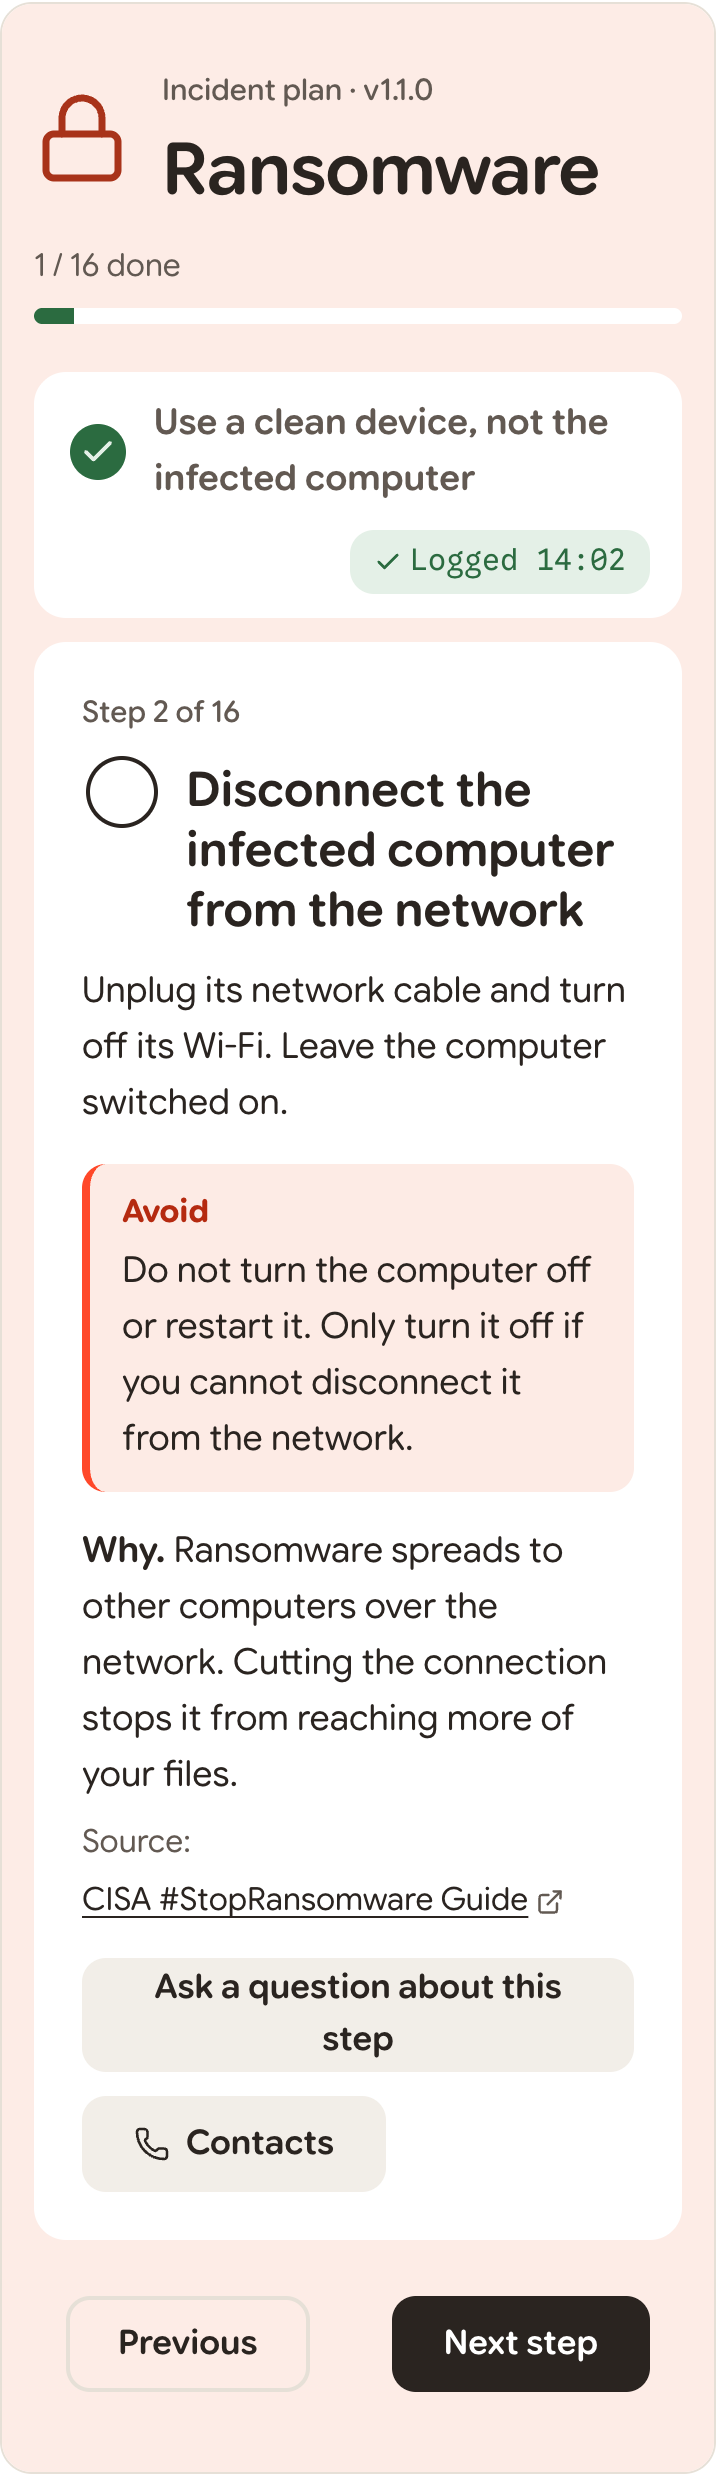 Incident plan · v1.1.0
Ransomware
1 / 16 done
Use a clean device, not the
infected computer
Logged 14:02
Step 2 of 16
Disconnect the
infected computer
from the network
Unplug its network cable and turn
off its Wi-Fi. Leave the computer
switched on.
Avoid
Do not turn the computer off
or restart it. Only turn it off if
you cannot disconnect it
from the network.
Why. Ransomware spreads to
other computers over the
network. Cutting the connection
stops it from reaching more of
your files.
Source:
CISA #StopRansomware Guide
Ask a question about this
step
Contacts
Previous
Next step